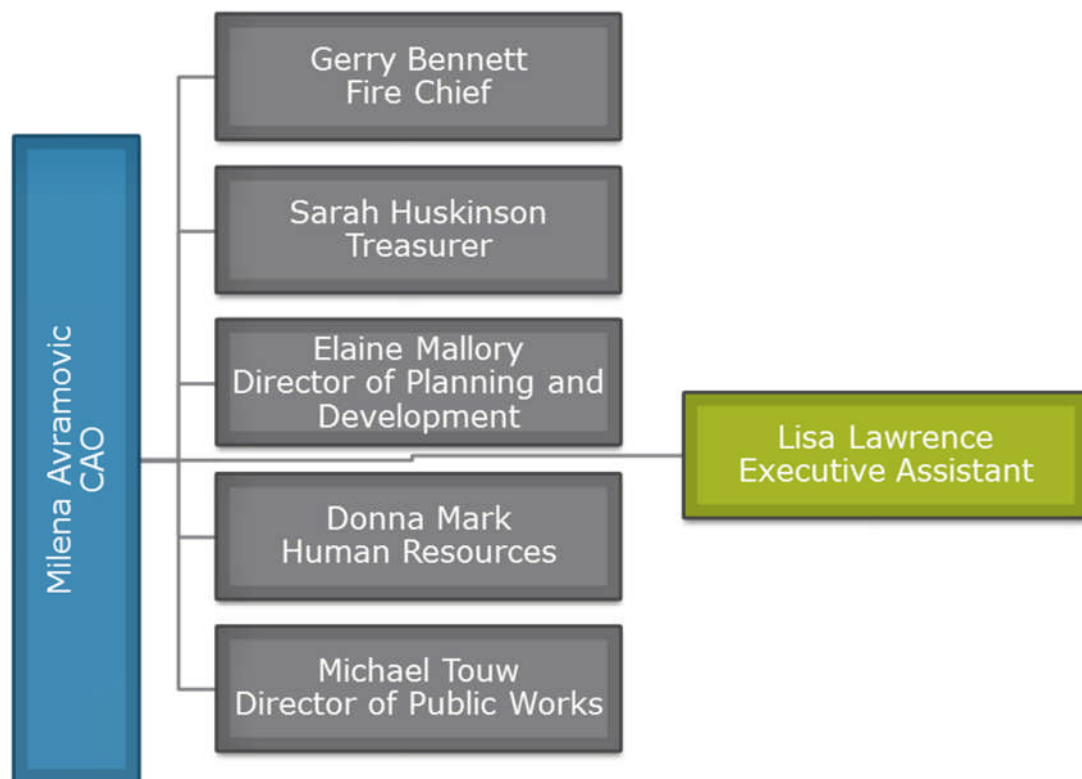 Gerry Bennett
Fire Chief
Sarah Huskinson
Treasurer
Elaine Mallory
Director of Planning and
Development
Milena Avramovic
CAO
Lisa Lawrence
Executive Assistant
Donna Mark
Human Resources
Michael Touw
Director of Public Works